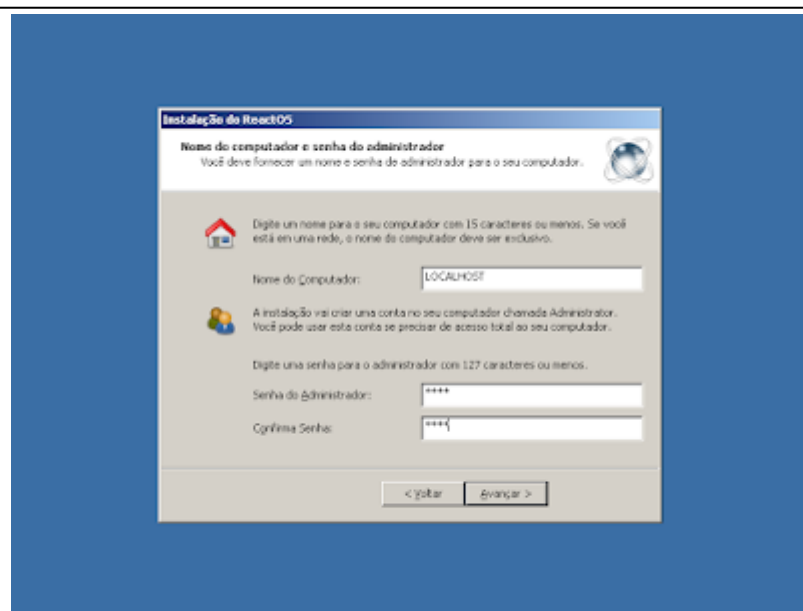 Instalação do ReactOS
Nome do computador e senha do administrador
Você deve fornecer um nome e senha de administrador para o seu computador.
Digite um nome para o seu computador com 15 caracteres ou menos. Se você
está em uma rede, o nome do computador deve ser exclusivo.
Nome do Computador: LOCALHOST
A instalação vai criar uma conta no seu computador chamada Administrator.
Você pode usar esta conta se precisar de acesso total ao seu computador.
Digite uma senha para o administrador com 127 caracteres ou menos.
Senha do Administrador: ****
Confirma Senha: ****
< Voltar Avançar >